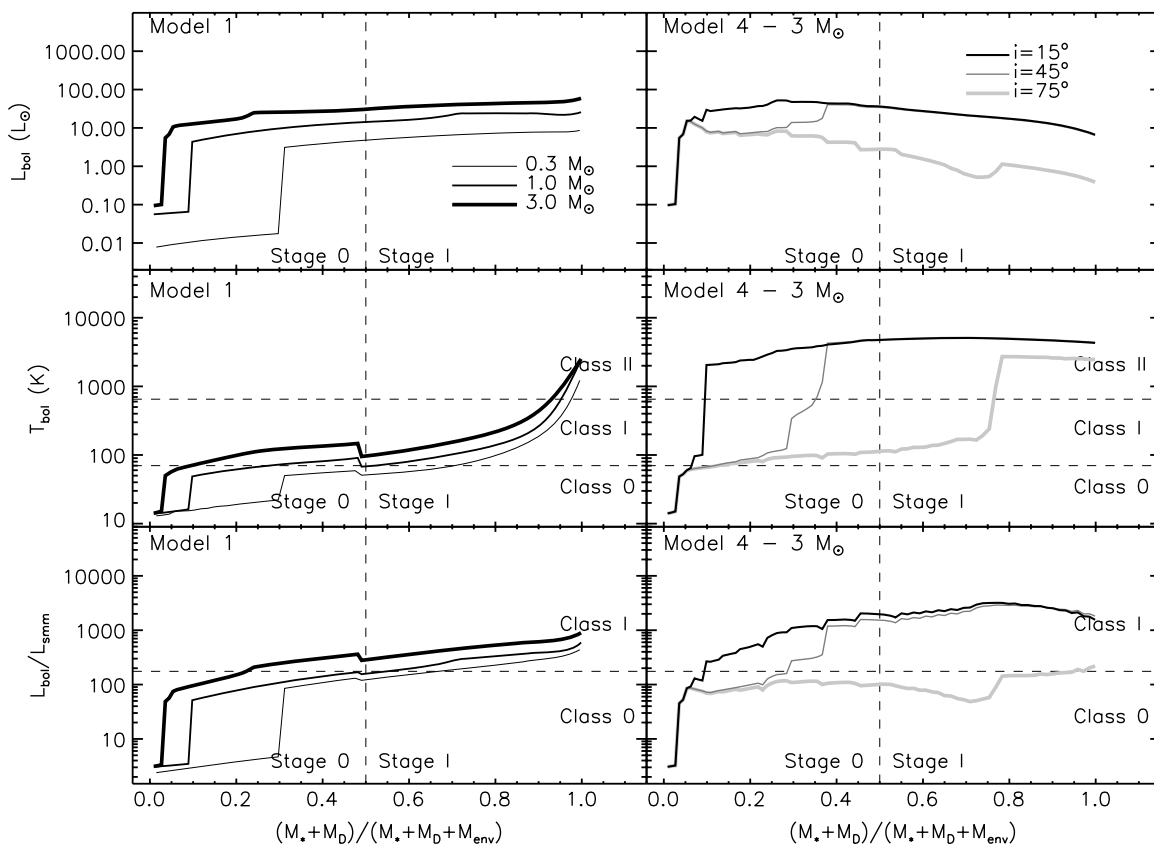 Model 1
Model 4 – 3 M⊙
1000.00
100.00
10.00
1.00
0.10
0.01
L_bol (L⊙)
0.3 M⊙
1.0 M⊙
3.0 M⊙
i=15°
i=45°
i=75°
Stage 0 Stage I
Stage 0 Stage I
Model 1
Model 4 – 3 M⊙
10000
1000
100
10
T_bol (K)
Class II
Class I
Class 0
Class II
Class I
Class 0
Stage 0 Stage I
Stage 0 Stage I
Model 1
Model 4 – 3 M⊙
10000
1000
100
10
L_bol/L_smm
Class I
Class 0
Class I
Class 0
Stage 0 Stage I
Stage 0 Stage I
0.0 0.2 0.4 0.6 0.8 1.0
0.0 0.2 0.4 0.6 0.8 1.0
(M_*+M_D)/(M_*+M_D+M_env)
(M_*+M_D)/(M_*+M_D+M_env)